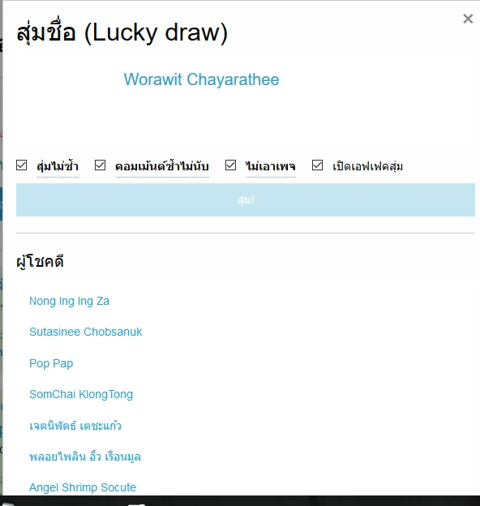 สุ่มชื่อ (Lucky draw)
×
Worawit Chayarathee
สุ่มไม่ซ้ำ คอมเม้นต์ซ้ำไม่นับ ไม่เอาเพจ เปิดเอฟเฟคสุ่ม
สุ่ม!
ผู้โชคดี
Nong Ing Ing Za
Sutasinee Chobsanuk
Pop Pap
SomChai KlongTong
เจตนิพัตธ์ เตชะแก้ว
พลอยไพลิน อิ๋ว เรือนมูล
Angel Shrimp Socute